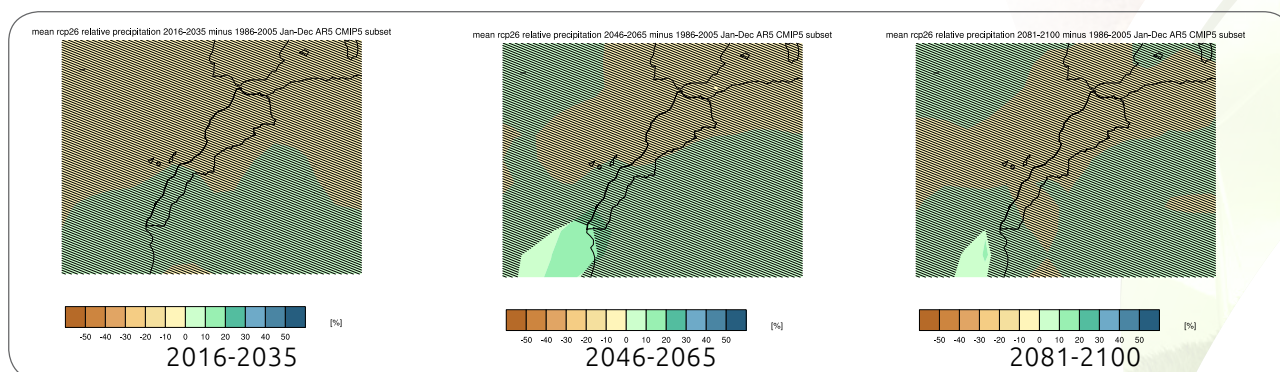 mean rcp26 relative precipitation 2016-2035 minus 1986-2005 Jan-Dec AR5 CMIP5 subset
-50 -40 -30 -20 -10 0 10 20 30 40 50 [%]
2016-2035
mean rcp26 relative precipitation 2046-2065 minus 1986-2005 Jan-Dec AR5 CMIP5 subset
-50 -40 -30 -20 -10 0 10 20 30 40 50 [%]
2046-2065
mean rcp26 relative precipitation 2081-2100 minus 1986-2005 Jan-Dec AR5 CMIP5 subset
-50 -40 -30 -20 -10 0 10 20 30 40 50 [%]
2081-2100